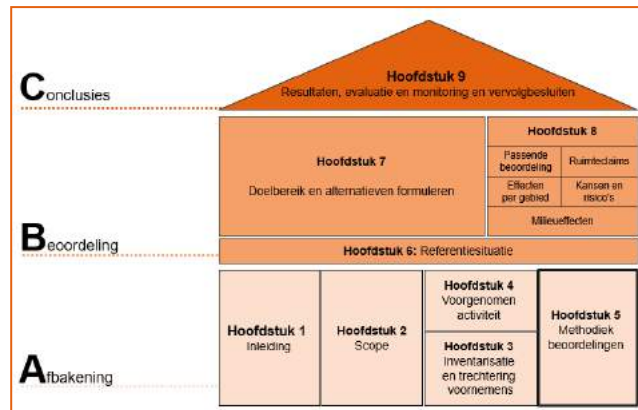 Conclusies
Hoofdstuk 9
Resultaten, evaluatie en monitoring en vervolgbesluiten
Hoofdstuk 7
Doelbereik en alternatieven formuleren
Hoofdstuk 8
Passende
beoordeling
Ruimteclaims
Effecten
per gebied
Kansen en
risico's
Milieueffecten
Beoordeling
Hoofdstuk 6: Referentiesituatie
Hoofdstuk 1
Inleiding
Hoofdstuk 2
Scope
Hoofdstuk 4
Voorgenomen
activiteit
Hoofdstuk 3
Inventarisatie
en trechtering
voornemens
Hoofdstuk 5
Methodiek
beoordelingen
Afbakening